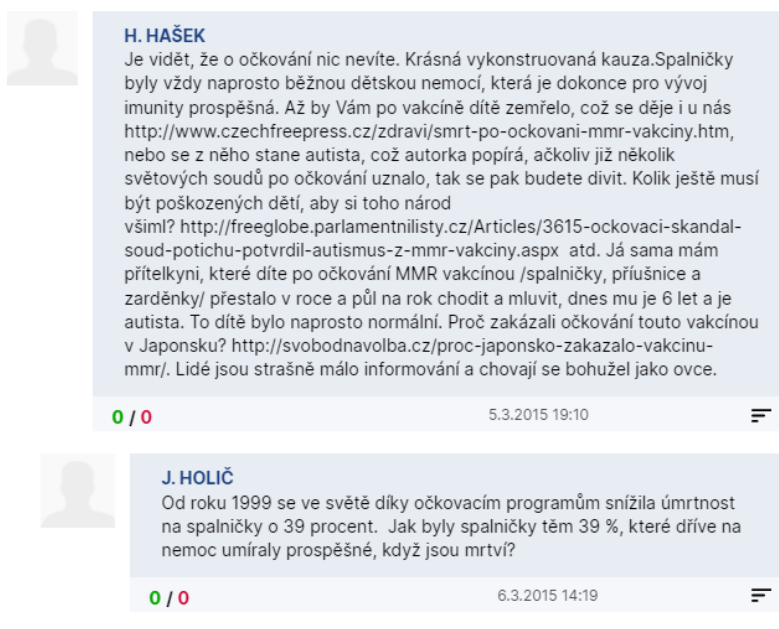 H. HAŠEK
Je vidět, že o očkování nic nevíte. Krásná vykonstruovaná kauza.Spalničky
byly vždy naprosto běžnou dětskou nemocí, která je dokonce pro vývoj
imunity prospěšná. Až by Vám po vakcíně dítě zemřelo, což se děje i u nás
http://www.czechfreepress.cz/zdravi/smrt-po-ockovani-mmr-vakciny.htm,
nebo se z něho stane autista, což autorka popírá, ačkoliv již několik
světových soudů po očkování uznalo, tak se pak budete divit. Kolik ještě musí
být poškozených dětí, aby si toho národ
všiml? http://freeglobe.parlamentnilisty.cz/Articles/3615-ockovaci-skandal-
soud-potichu-potvrdil-autismus-z-mmr-vakciny.aspx  atd. Já sama mám
přítelkyni, které díte po očkování MMR vakcínou /spalničky, příušnice a
zarděnky/ přestalo v roce a půl na rok chodit a mluvit, dnes mu je 6 let a je
autista. To dítě bylo naprosto normální. Proč zakázali očkování touto vakcínou
v Japonsku? http://svobodnavolba.cz/proc-japonsko-zakazalo-vakcinu-
mmr/. Lidé jsou strašně málo informování a chovají se bohužel jako ovce.
0 / 0 5.3.2015 19:10
J. HOLIČ
Od roku 1999 se ve světě díky očkovacím programům snížila úmrtnost
na spalničky o 39 procent.  Jak byly spalničky těm 39 %, které dříve na
nemoc umíraly prospěšné, když jsou mrtví?
0 / 0 6.3.2015 14:19